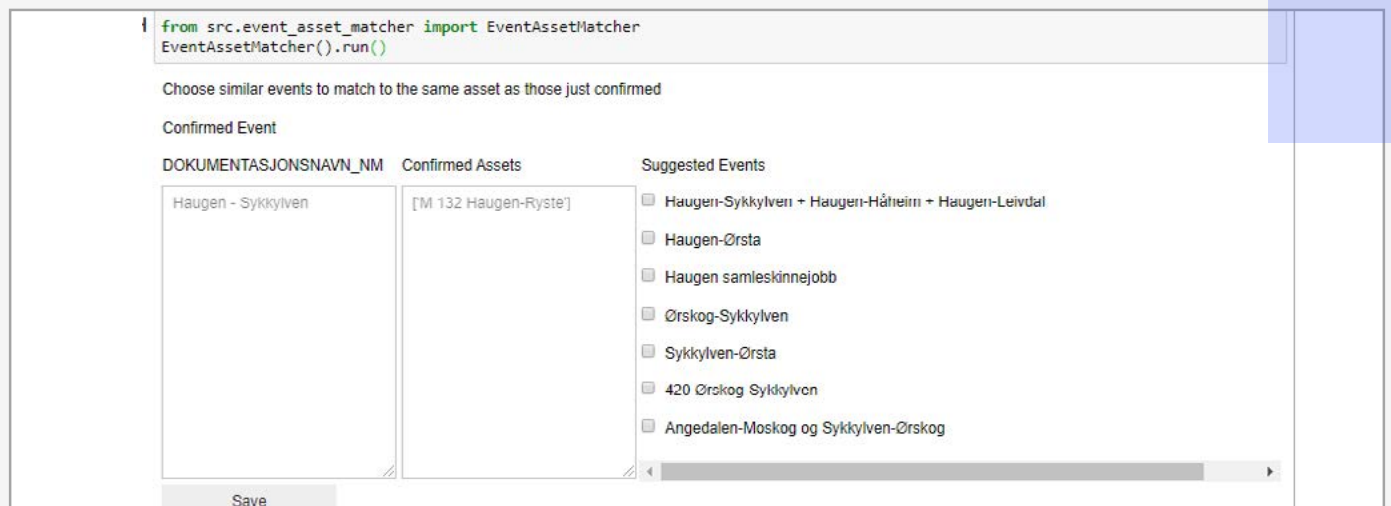 from src.event_asset_matcher import EventAssetMatcher
EventAssetMatcher().run()
Choose similar events to match to the same asset as those just confirmed
Confirmed Event
DOKUMENTASJONSNAVN_NM Confirmed Assets Suggested Events
Haugen - Sykkylven ['M 132 Haugen-Ryste'] Haugen-Sykkylven + Haugen-Håheim + Haugen-Leivdal
Haugen-Ørsta
Haugen samleskinnejobb
Ørskog-Sykkylven
Sykkylven-Ørsta
420 Ørskog-Sykkylven
Angedalen-Moskog og Sykkylven-Ørskog
Save